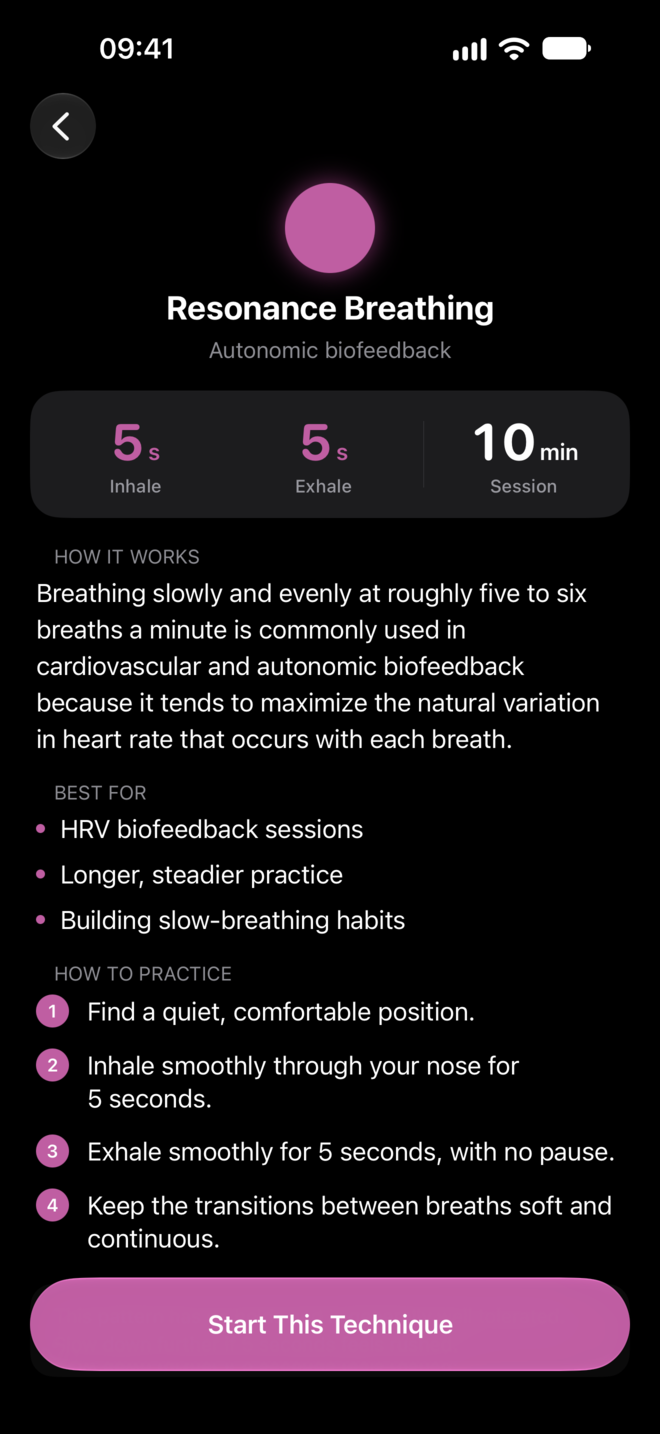 09:41
Resonance Breathing
Autonomic biofeedback
5 s 5 s 10 min
Inhale Exhale Session
HOW IT WORKS
Breathing slowly and evenly at roughly five to six
breaths a minute is commonly used in
cardiovascular and autonomic biofeedback
because it tends to maximize the natural variation
in heart rate that occurs with each breath.
BEST FOR
• HRV biofeedback sessions
• Longer, steadier practice
• Building slow-breathing habits
HOW TO PRACTICE
1 Find a quiet, comfortable position.
2 Inhale smoothly through your nose for
5 seconds.
3 Exhale smoothly for 5 seconds, with no pause.
4 Keep the transitions between breaths soft and
continuous.
Start This Technique